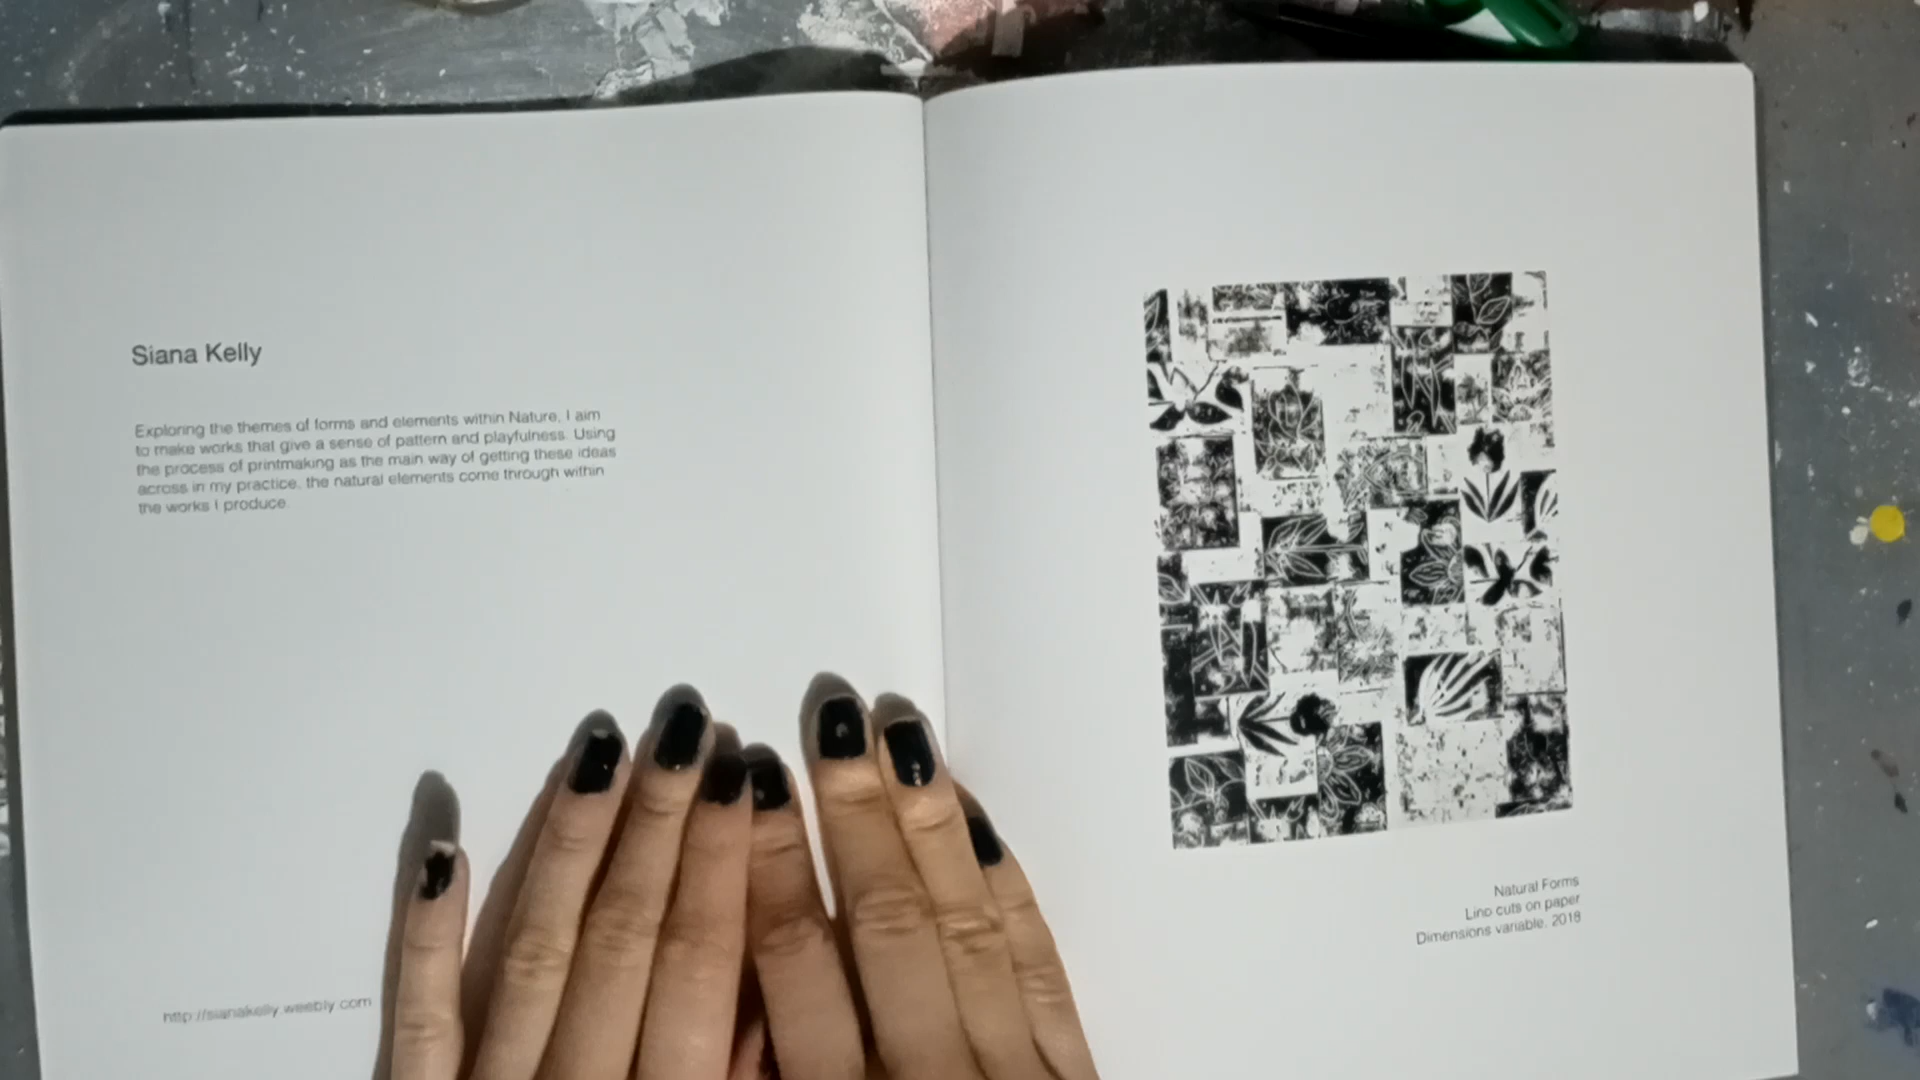 Siana Kelly
Exploring the themes of forms and elements within Nature, I aim
to make works that give a sense of pattern and playfulness. Using
the process of printmaking as the main way of getting these ideas
across in my practice, the natural elements come through within
the works I produce.
http://sianakelly.weebly.com
Natural Forms
Lino cuts on paper
Dimensions variable, 2018